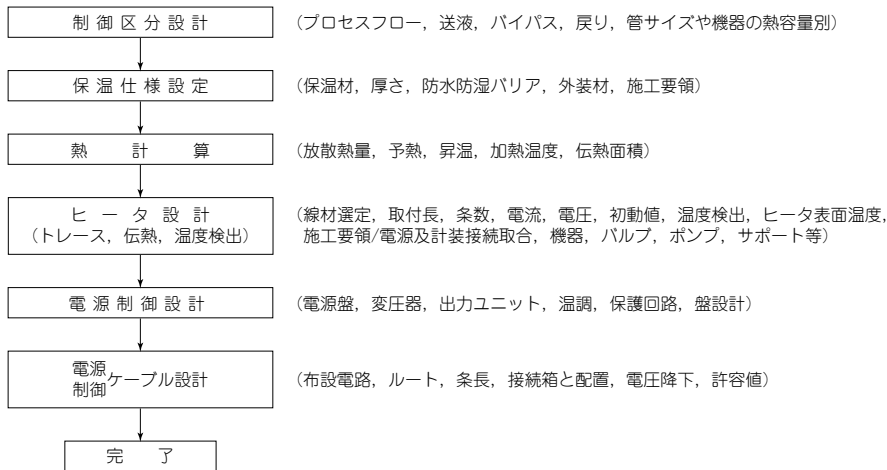 制御区分設計 (プロセスフロー，送液，バイパス，戻り，管サイズや機器の熱容量別)
保温仕様設定 (保温材，厚さ，防水防湿バリア，外装材，施工要領)
熱計算 (放散熱量，予熱，昇温，加熱温度，伝熱面積)
ヒータ設計 (線材選定，取付長，条数，電流，電圧，初動値，温度検出，ヒータ表面温度，
(トレース，伝熱，温度検出) 施工要領/電源及計装接続取合，機器，バルブ，ポンプ，サポート等)
電源制御設計 (電源盤，変圧器，出力ユニット，温調，保護回路，盤設計)
電源
制御ケーブル設計 (布設電路，ルート，条長，接続箱と配置，電圧降下，許容値)
完了